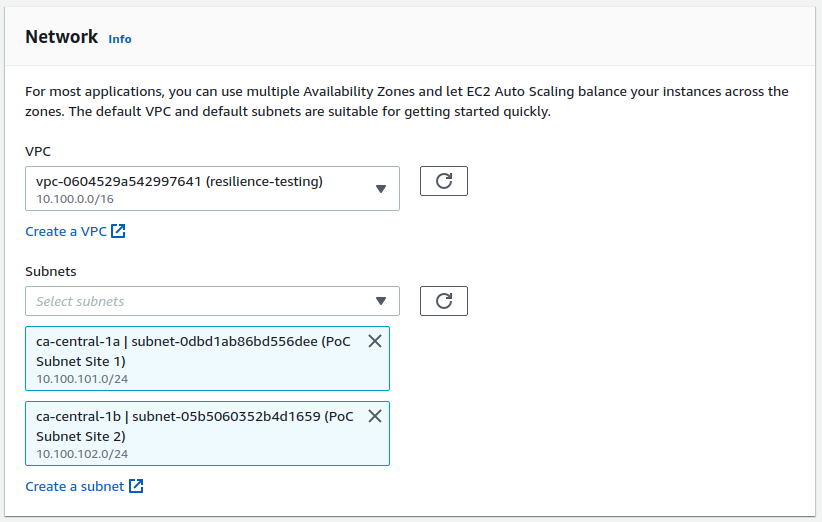 Network Info
For most applications, you can use multiple Availability Zones and let EC2 Auto Scaling balance your instances across the
zones. The default VPC and default subnets are suitable for getting started quickly.
VPC
vpc-0604529a542997641 (resilience-testing)
10.100.0.0/16
Create a VPC
Subnets
Select subnets
ca-central-1a | subnet-0dbd1ab86bd556dee (PoC
Subnet Site 1)
10.100.101.0/24
ca-central-1b | subnet-05b5060352b4d1659 (PoC
Subnet Site 2)
10.100.102.0/24
Create a subnet